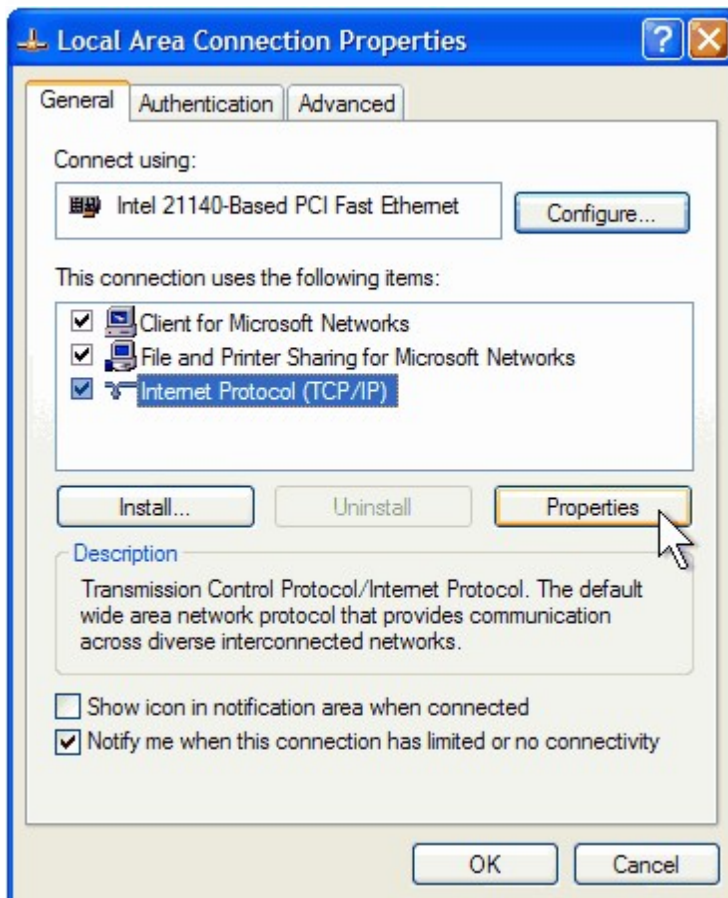 Local Area Connection Properties
General Authentication Advanced
Connect using:
Intel 21140-Based PCI Fast Ethernet
Configure...
This connection uses the following items:
Client for Microsoft Networks
File and Printer Sharing for Microsoft Networks
Internet Protocol (TCP/IP)
Install... Uninstall Properties
Description
Transmission Control Protocol/Internet Protocol. The default
wide area network protocol that provides communication
across diverse interconnected networks.
Show icon in notification area when connected
Notify me when this connection has limited or no connectivity
OK Cancel